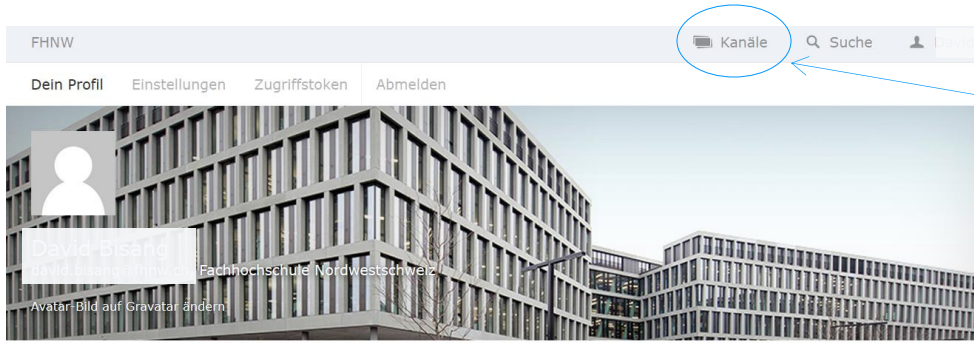 FHNW Kanäle Suche
Dein Profil Einstellungen Zugriffstoken Abmelden
David Bisang
Fachhochschule Nordwestschweiz
Avatar-Bild auf Gravatar ändern